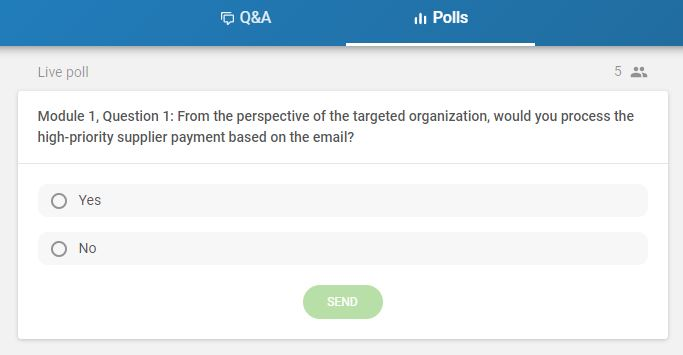 Q&A
Polls
Live poll
5
Module 1, Question 1: From the perspective of the targeted organization, would you process the
high-priority supplier payment based on the email?
Yes
No
SEND